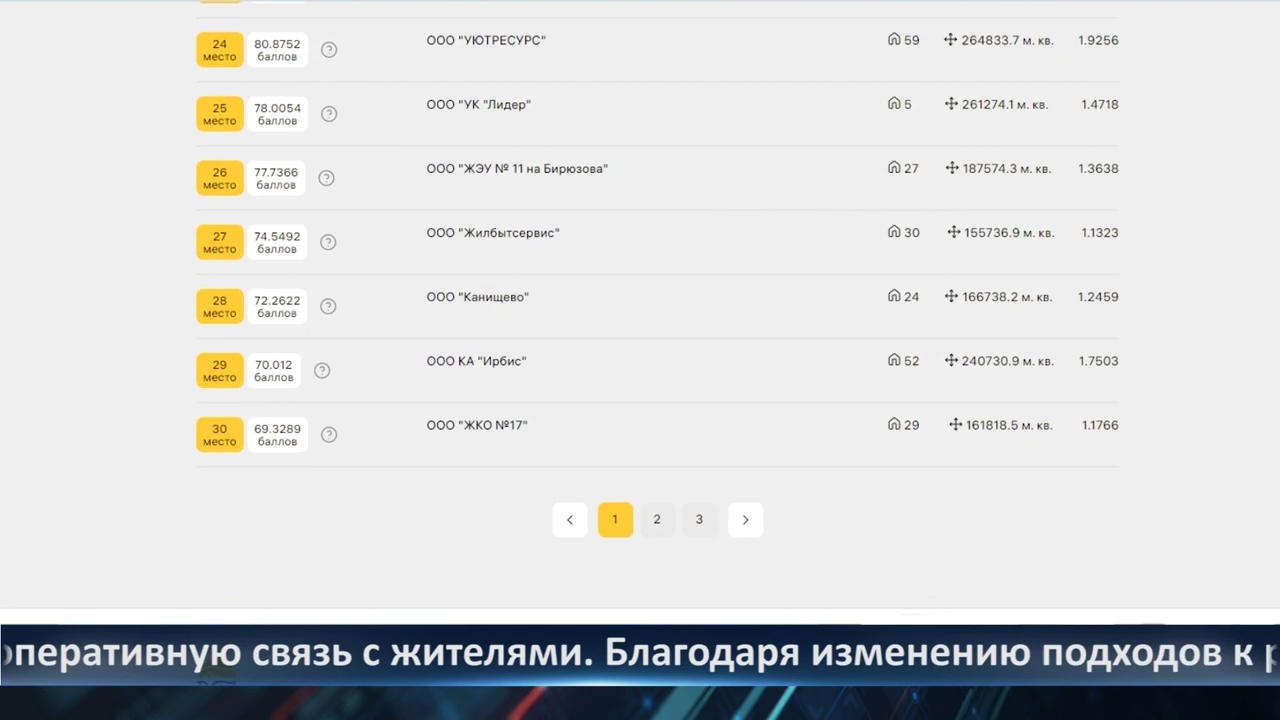 24 место 80.8752 баллов ООО "УЮТРЕСУРС" 59 264833.7 м. кв. 1.9256
25 место 78.0054 баллов ООО "УК "Лидер" 5 261274.1 м. кв. 1.4718
26 место 77.7366 баллов ООО "ЖЭУ № 11 на Бирюзова" 27 187574.3 м. кв. 1.3638
27 место 74.5492 баллов ООО "Жилбытсервис" 30 155736.9 м. кв. 1.1323
28 место 72.2622 баллов ООО "Канищево" 24 166738.2 м. кв. 1.2459
29 место 70.012 баллов ООО КА "Ирбис" 52 240730.9 м. кв. 1.7503
30 место 69.3289 баллов ООО "ЖКО №17" 29 161818.5 м. кв. 1.1766
1 2 3
оперативную связь с жителями. Благодаря изменению подходов к